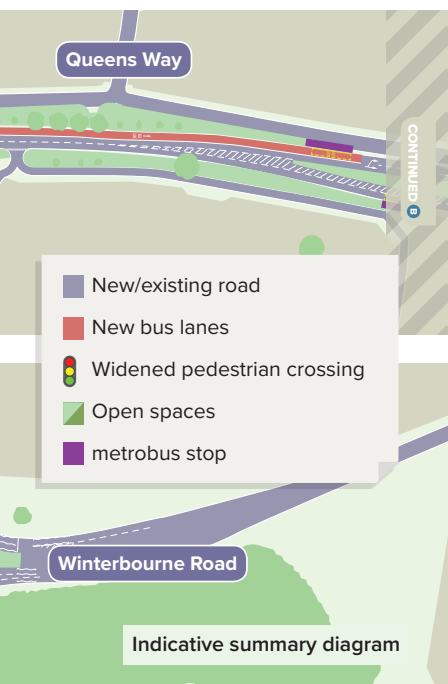 Queens Way
CONTINUED B
New/existing road
New bus lanes
Widened pedestrian crossing
Open spaces
metrobus stop
Winterbourne Road
Indicative summary diagram